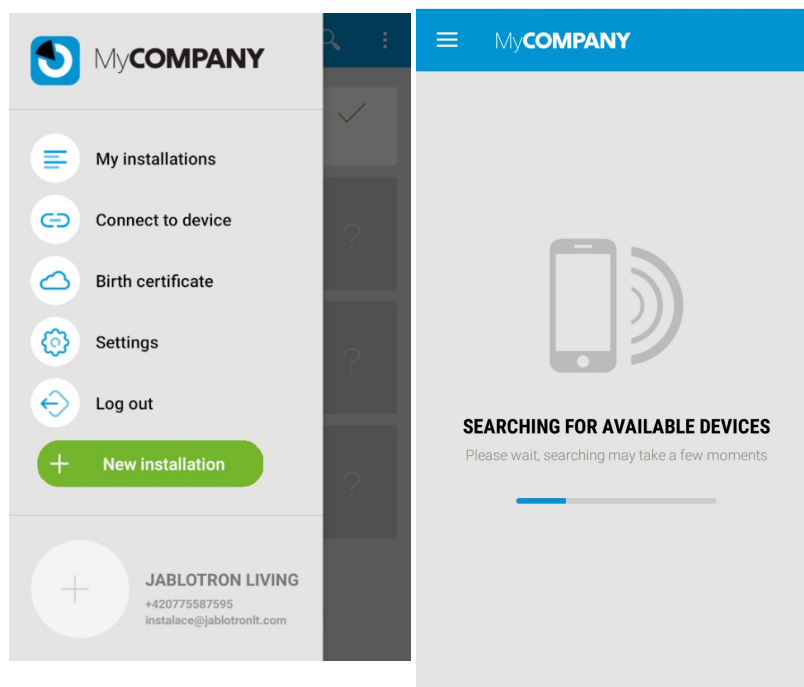 MyCOMPANY
My installations
Connect to device
Birth certificate
Settings
Log out
+ New installation
+
JABLOTRON LIVING
+420775587595
instalace@jablotronlt.com
?
?
?
MyCOMPANY
SEARCHING FOR AVAILABLE DEVICES
Please wait, searching may take a few moments